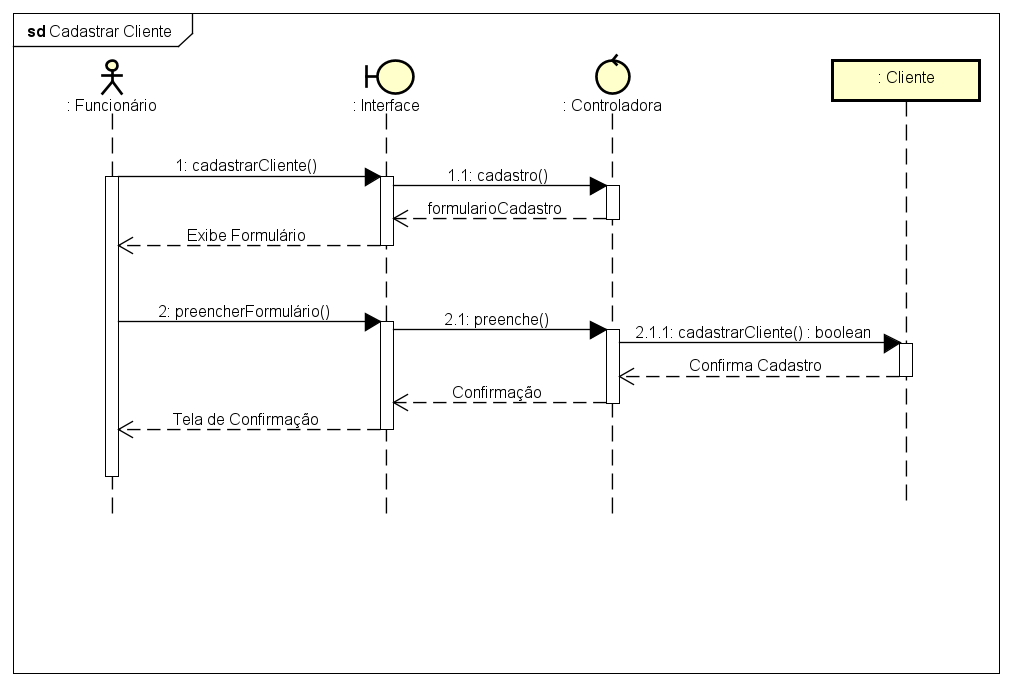 sd Cadastrar Cliente
: Funcionário
: Interface
: Controladora
: Cliente
1: cadastrarCliente()
1.1: cadastro()
formularioCadastro
Exibe Formulário
2: preencherFormulário()
2.1: preenche()
2.1.1: cadastrarCliente() : boolean
Confirma Cadastro
Confirmação
Tela de Confirmação